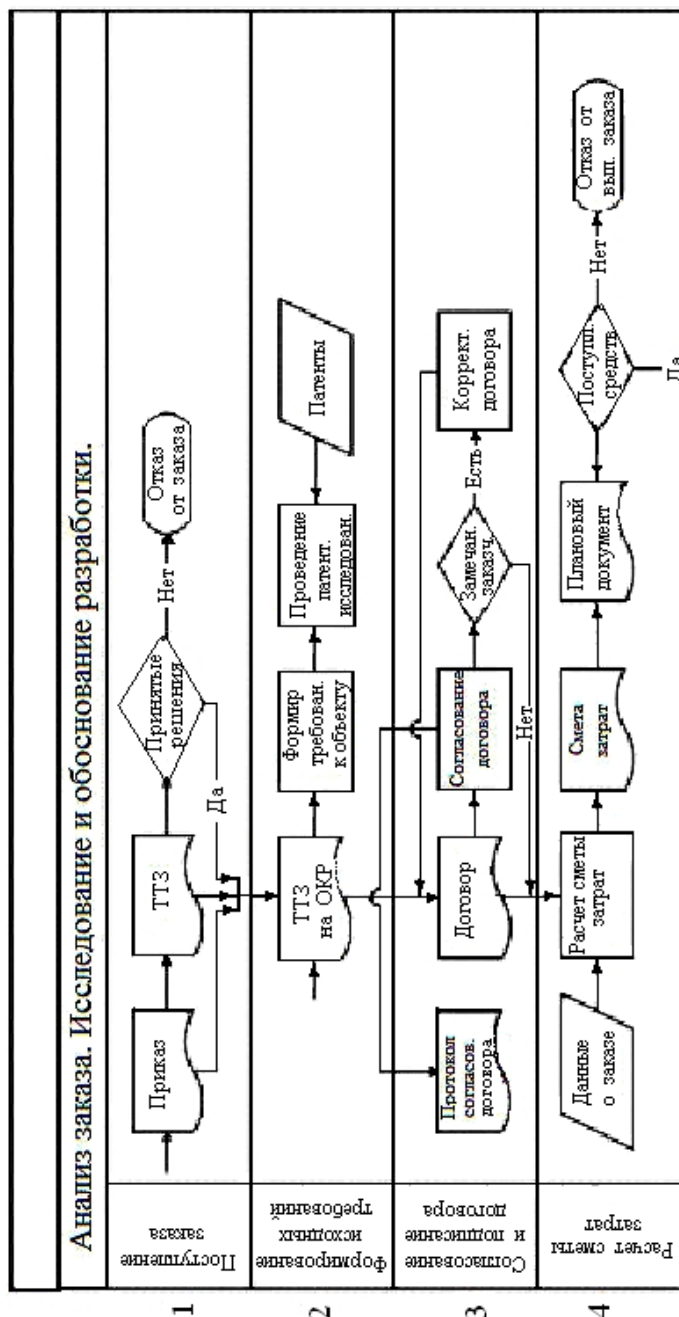 Анализ заказа. Исследование и обоснование разработки.
1
Поступление
заказа
Приказ
ТТЗ
Принятые
решения
Да
Нет
Отказ
от заказа
2
Формирование
исходных
требований
ТТЗ
на ОКР
Формир
требован.
к объекту
Проведение
патент.
исследован.
Патенты
3
Согласование
и подписание
договора
Протокол
согласов.
договора
Договор
Согласование
договора
Замечан.
заказч.
Есть
Нет
Коррект.
договора
4
Расчет сметы
затрат
Данные
о заказе
Расчет сметы
затрат
Смета
затрат
Плановый
документ
Поступл.
средств
Нет
Да
Отказ от
вып. заказа